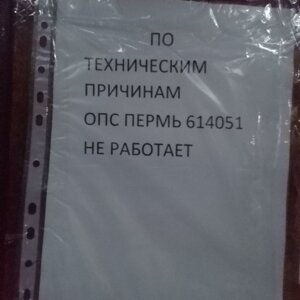 ПО
ТЕХНИЧЕСКИМ
ПРИЧИНАМ
ОПС ПЕРМЬ 614051
НЕ РАБОТАЕТ